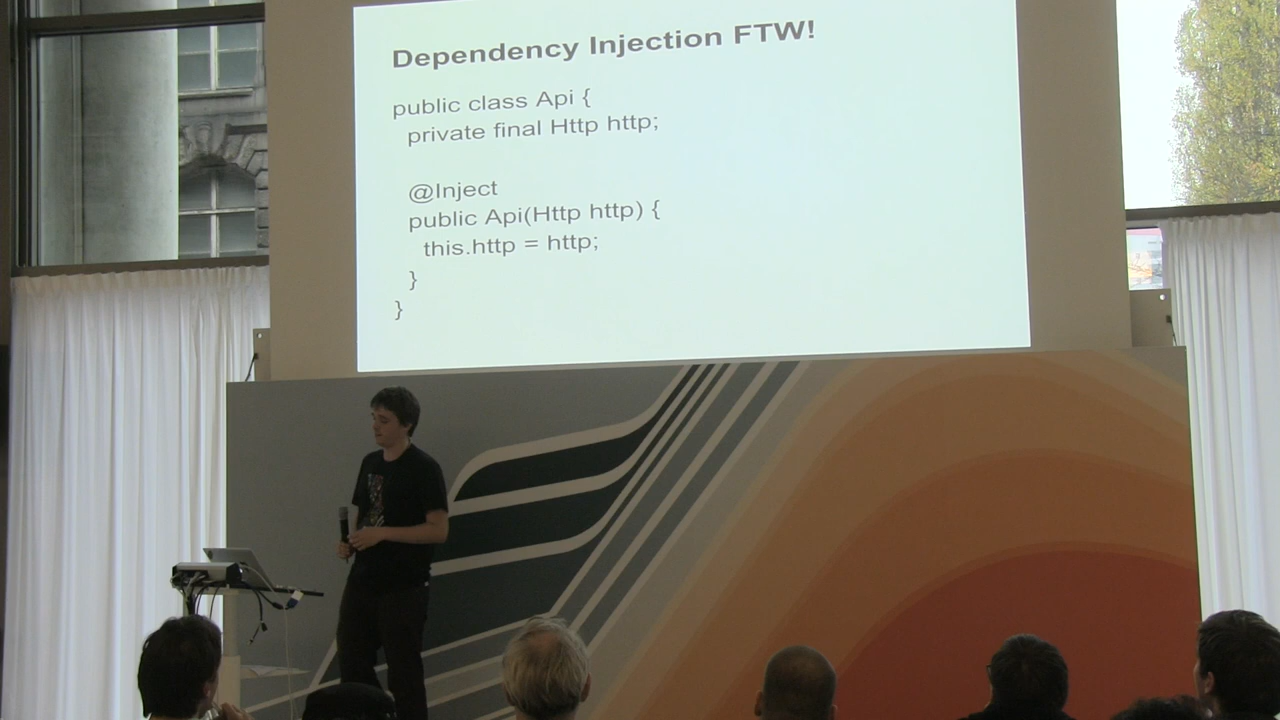 Dependency Injection FTW!
public class Api {
private final Http http;
@Inject
public Api(Http http) {
this.http = http;
}
}